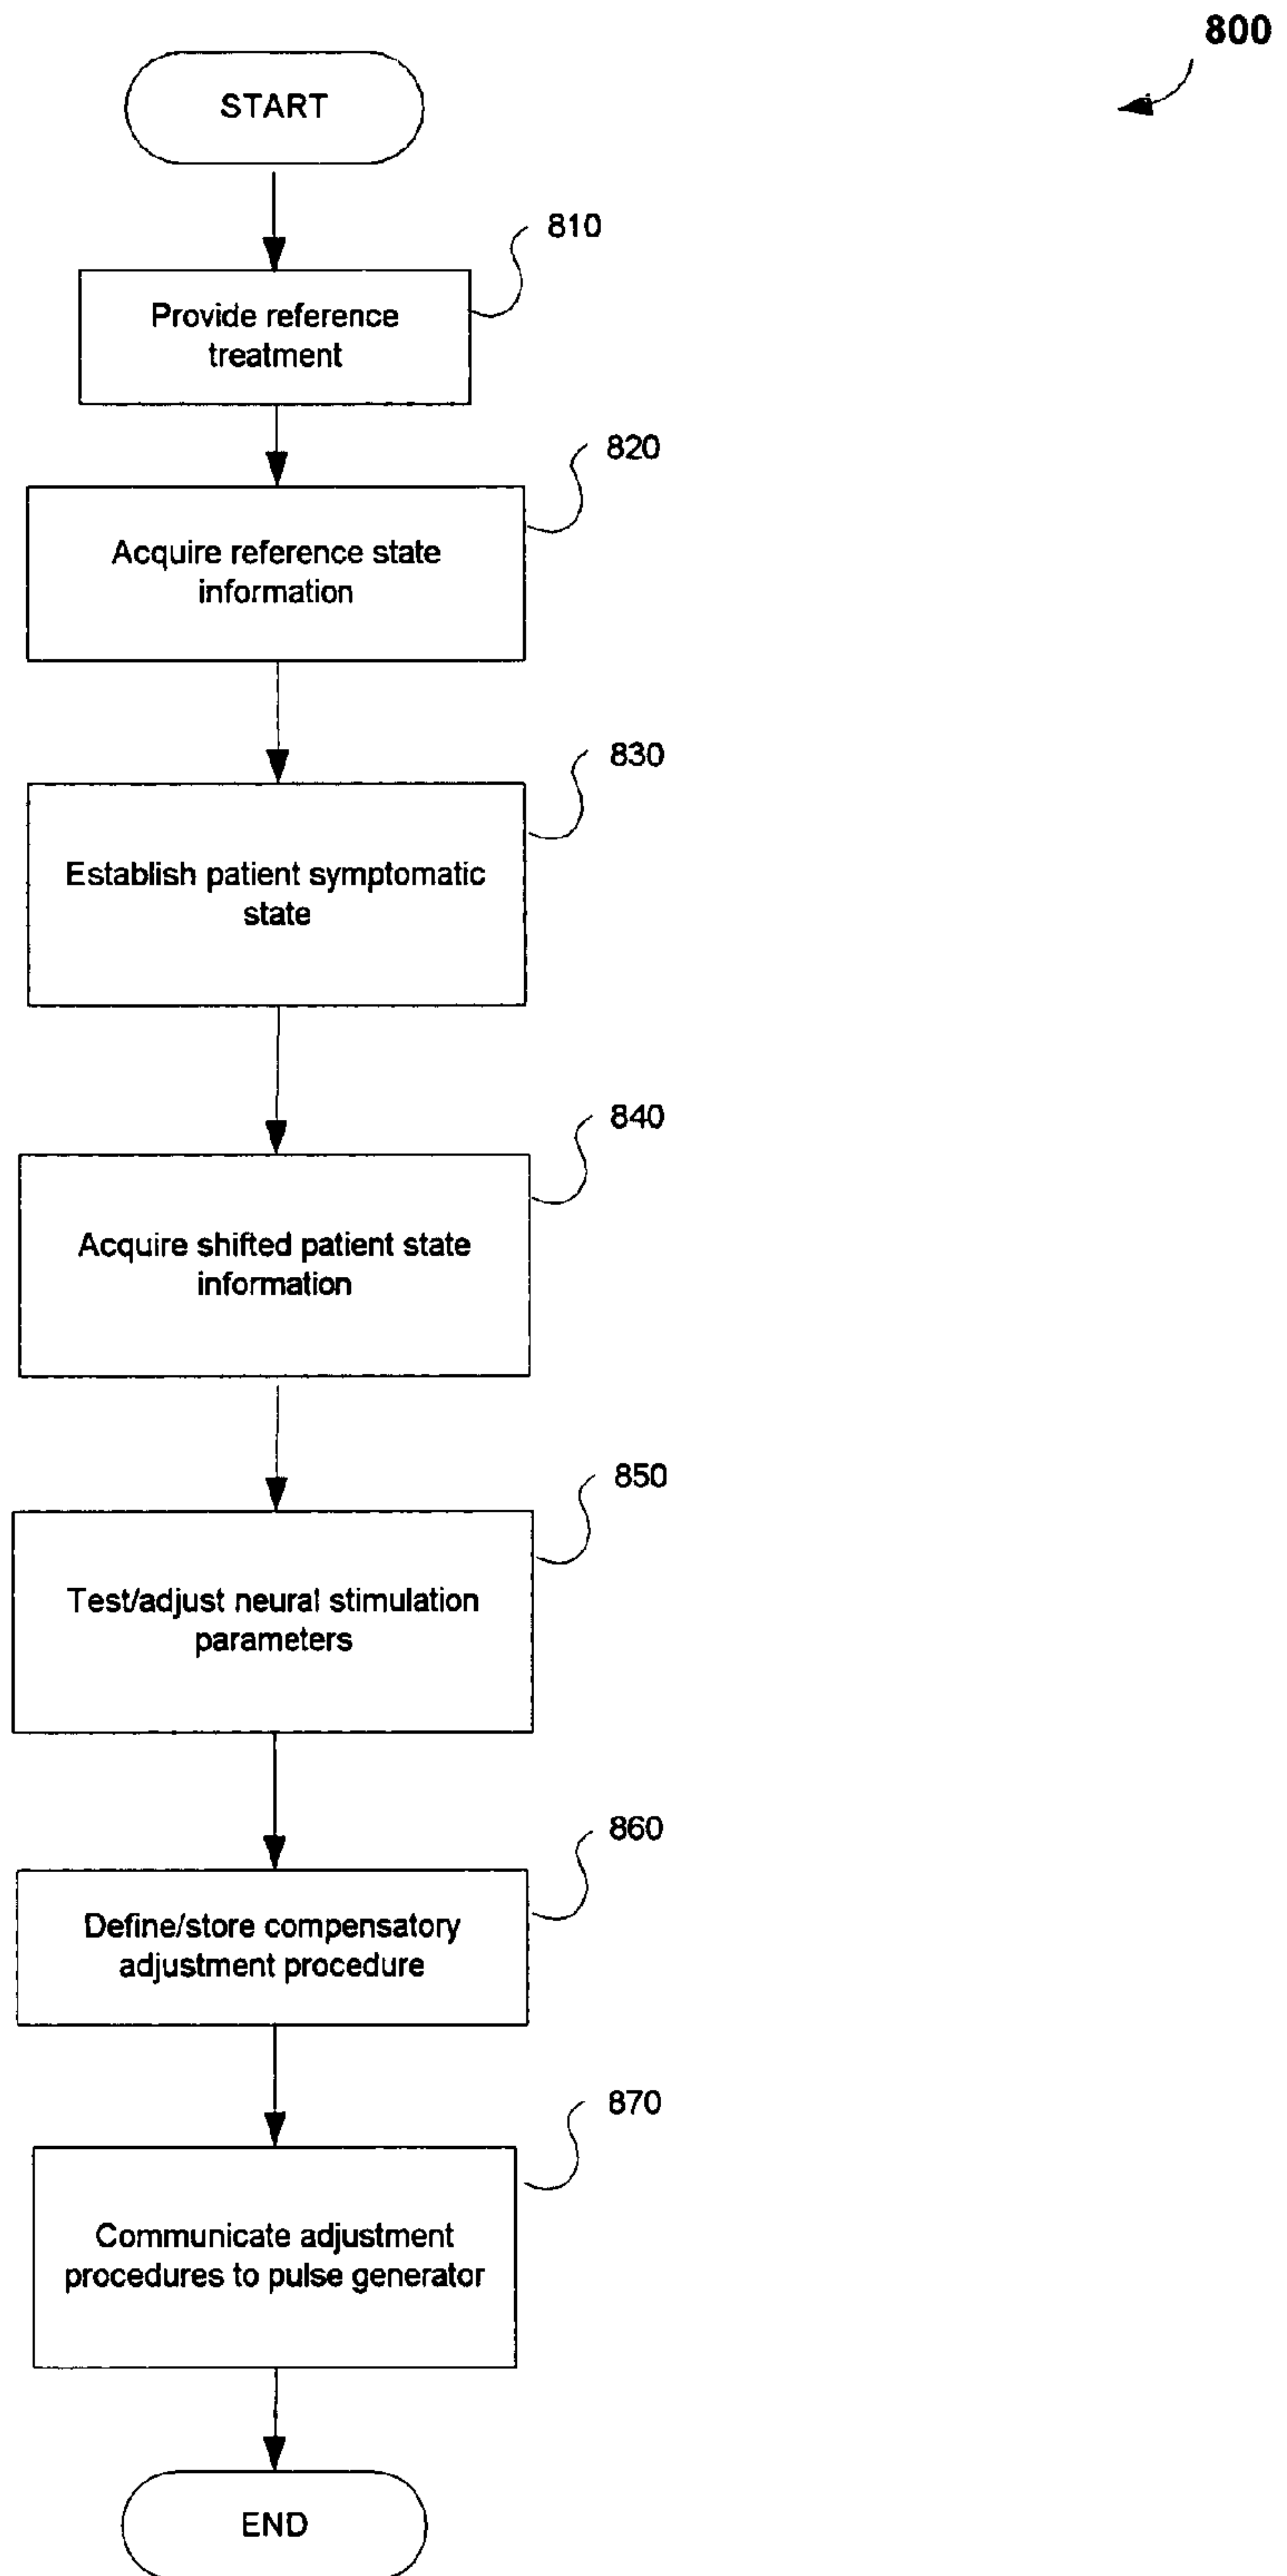 800
START
810
Provide reference
treatment
820
Acquire reference state
information
830
Establish patient symptomatic
state
840
Acquire shifted patient state
information
850
Test/adjust neural stimulation
parameters
860
Define/store compensatory
adjustment procedure
870
Communicate adjustment
procedures to pulse generator
END